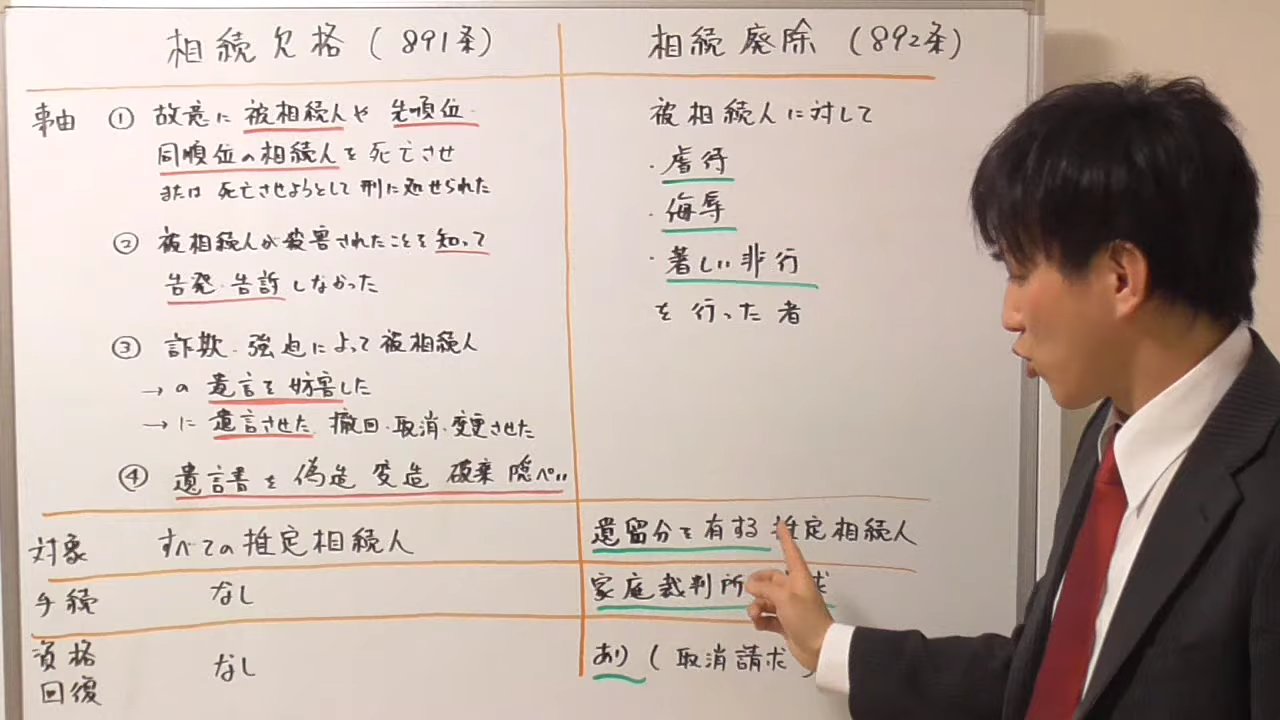 相続欠格(891条)
相続廃除(892条)
事由
① 故意に被相続人や先順位・
同順位の相続人を死亡させ
または死亡させようとして刑に処せられた
② 被相続人が殺害されたことを知って
告発・告訴しなかった
③ 詐欺・強迫によって被相続人
→の遺言を妨害した
→に遺言させた 撤回・取消・変更させた
④ 遺言書を偽造 変造 破棄 隠ぺい
被相続人に対して
・虐待
・侮辱
・著しい非行
を行った者
対象
すべての推定相続人
遺留分を有する推定相続人
手続
なし
家庭裁判所
資格
回復
なし
あり(取消請求)